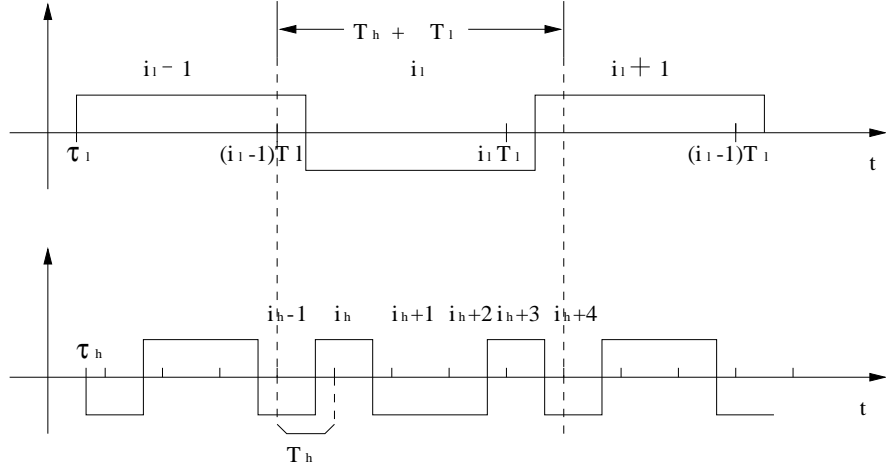 T h + T l
i l - 1
i l
i l + 1
τ l
(i l -1)T l
i l T l
(i l -1)T l
t
i h -1
i h
i h +1
i h +2
i h +3
i h +4
τ h
t
T h